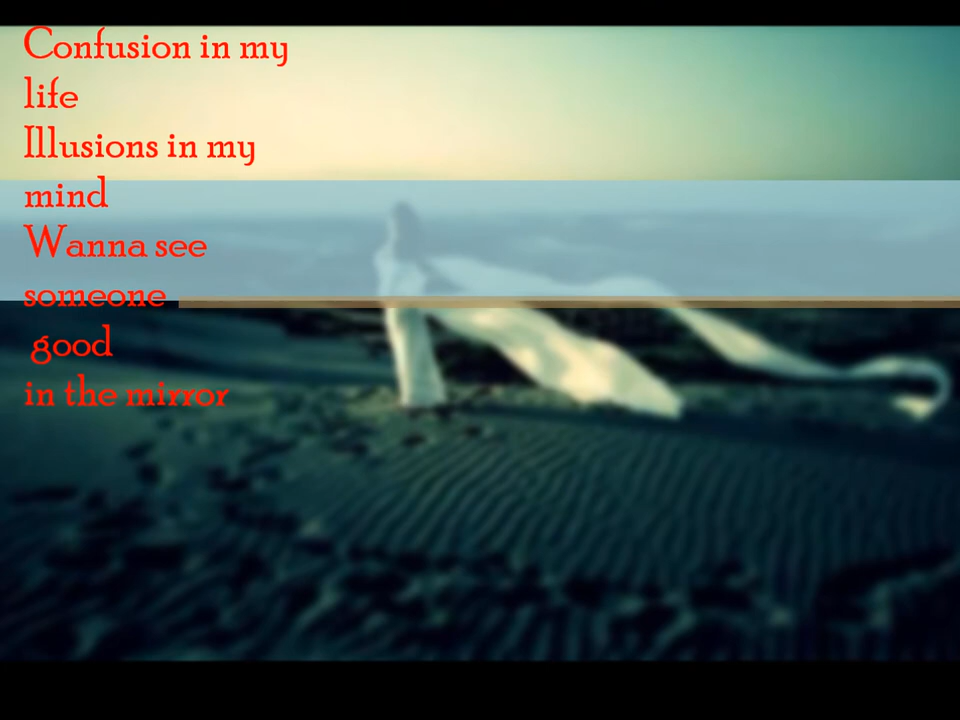 Confusion in my
life
Illusions in my
mind
Wanna see
someone
good
in the mirror